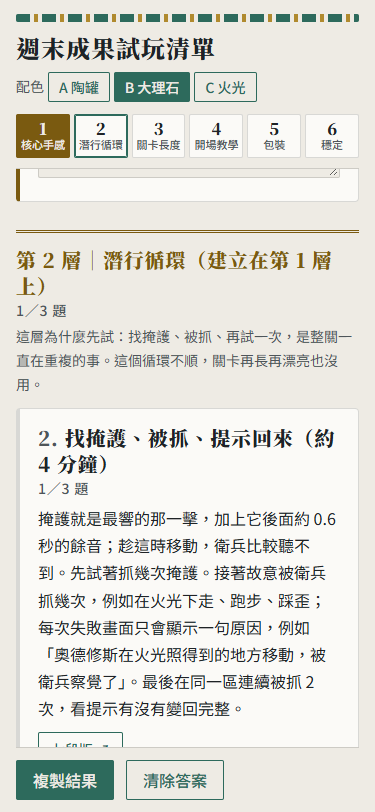 週末成果試玩清單
配色 A 陶罐 B 大理石 C 火光
1 2 3 4 5 6
核心手感 潛行循環 關卡長度 開場教學 包裝 穩定
第 2 層｜潛行循環（建立在第 1 層
上）
1／3 題
這層為什麼先試：找掩護、被抓、再試一次，是整關一
直在重複的事。這個循環不順，關卡再長再漂亮也沒
用。
2. 找掩護、被抓、提示回來（約
4 分鐘）
1／3 題
掩護就是最響的那一擊，加上它後面約 0.6
秒的餘音；趁這時移動，衛兵比較聽不
到。先試著抓幾次掩護。接著故意被衛兵
抓幾次，例如在火光下走、跑步、踩歪；
每次失敗畫面只會顯示一句原因，例如
「奧德修斯在火光照得到的地方移動，被
衛兵察覺了」。最後在同一區連續被抓 2
次，看提示有沒有變回完整。
複製結果 清除答案